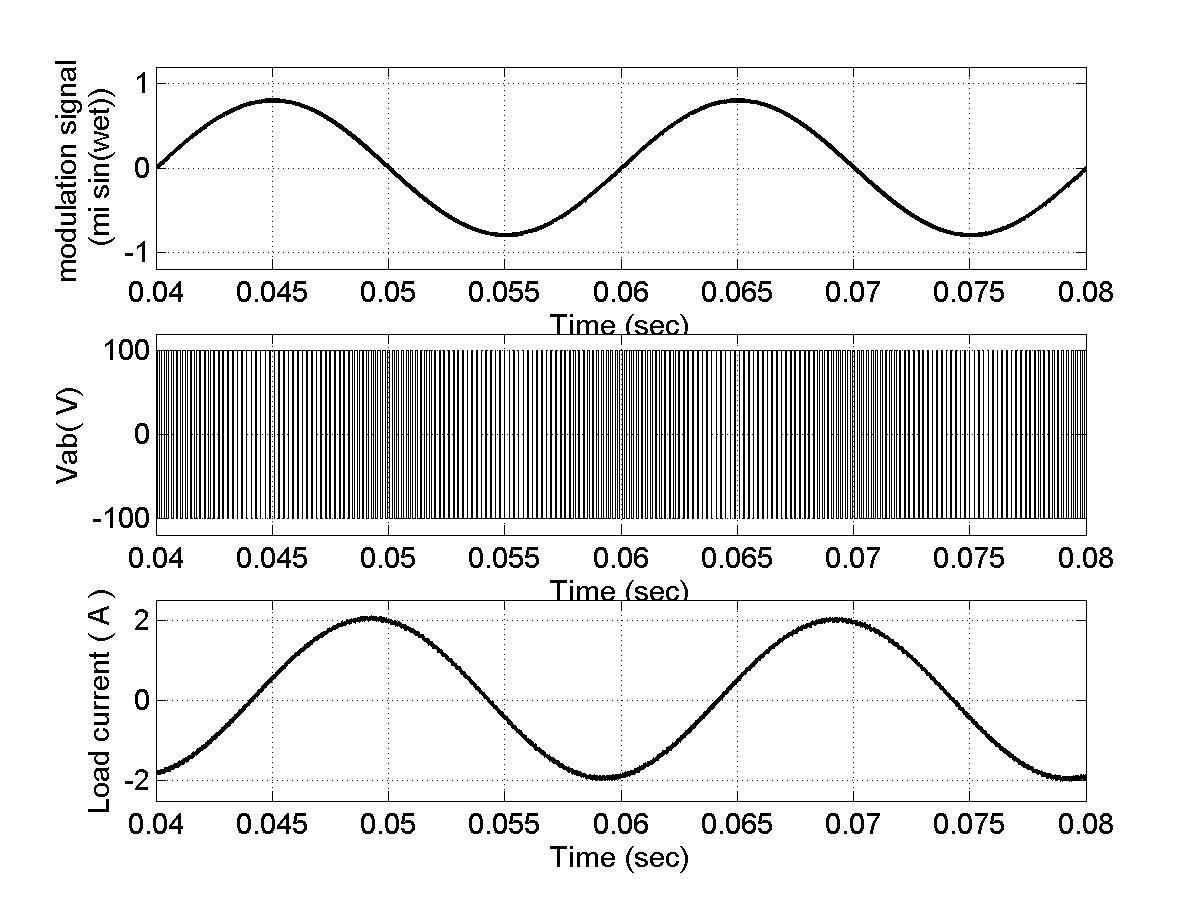 modulation signal
(mi sin(wet))
1
0
-1
0.04 0.045 0.05 0.055 0.06 0.065 0.07 0.075 0.08
Time (sec)
Vab( V)
100
0
-100
0.04 0.045 0.05 0.055 0.06 0.065 0.07 0.075 0.08
Time (sec)
Load current ( A )
2
0
-2
0.04 0.045 0.05 0.055 0.06 0.065 0.07 0.075 0.08
Time (sec)